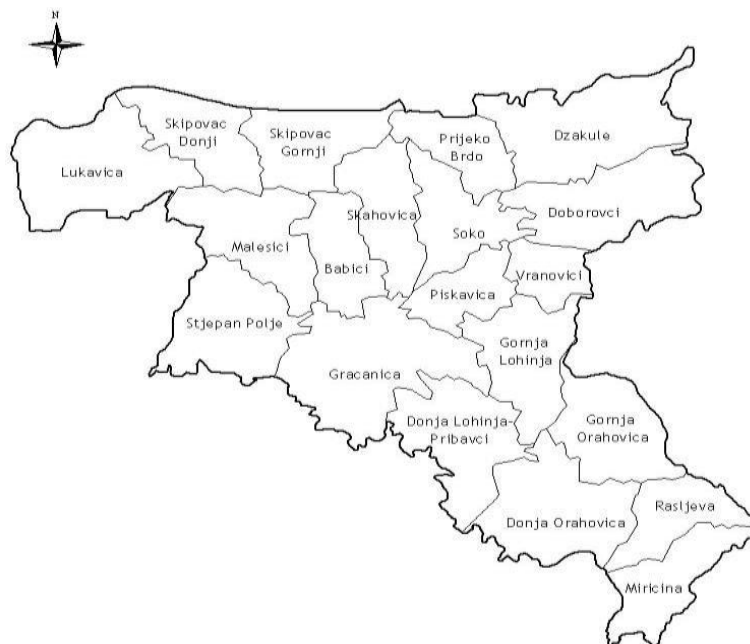 N
Skipovac
Donji
Skipovac
Gornji
Prijeko
Brdo
Dzakule
Lukavica
Malesici
Babici
Skahovica
Soko
Doborovci
Vranovici
Piskavica
Stjepan Polje
Gracanica
Gornja
Lohinja
Donja Lohinja-
Pribavci
Gornja
Orahovica
Donja Orahovica
Rasljeva
Miricina